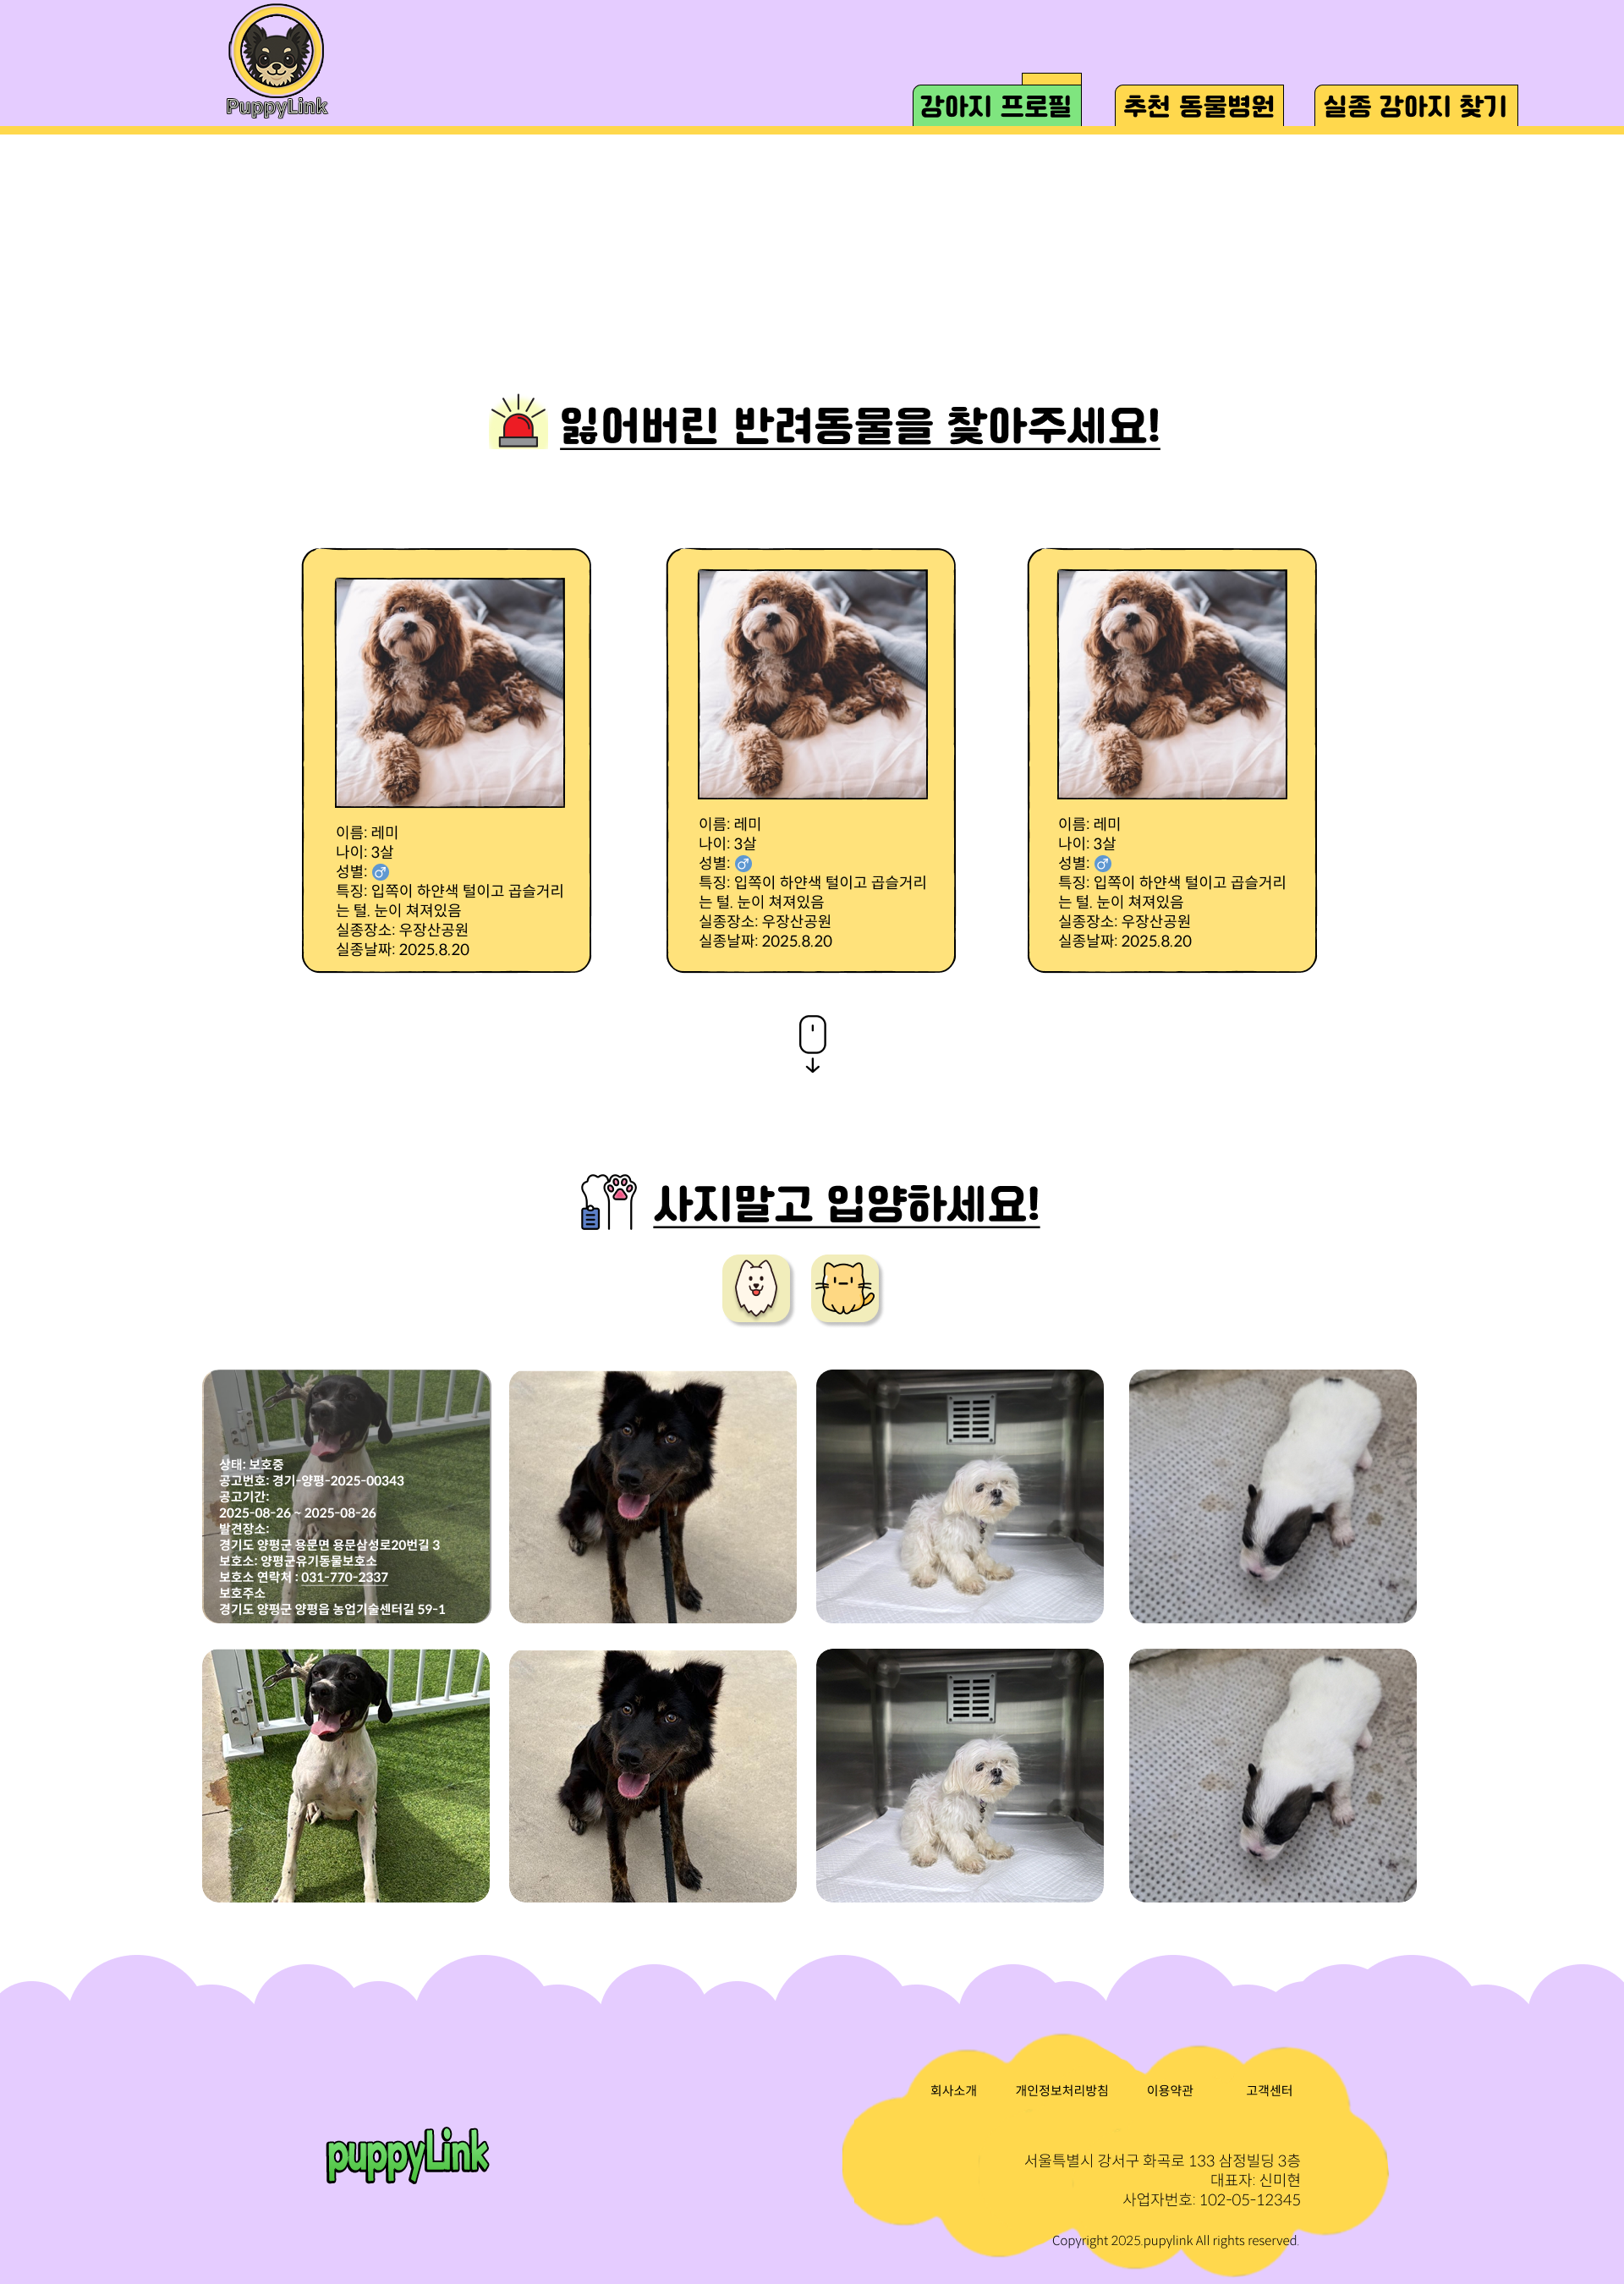 PuppyLink
강아지 프로필
추천 동물병원
실종 강아지 찾기
잃어버린 반려동물을 찾아주세요!
이름: 레미
나이: 3살
성별: ♂
특징: 입쪽이 하얀색 털이고 곱슬거리
는 털. 눈이 쳐져있음
실종장소: 우장산공원
실종날짜: 2025.8.20
이름: 레미
나이: 3살
성별: ♂
특징: 입쪽이 하얀색 털이고 곱슬거리
는 털. 눈이 쳐져있음
실종장소: 우장산공원
실종날짜: 2025.8.20
이름: 레미
나이: 3살
성별: ♂
특징: 입쪽이 하얀색 털이고 곱슬거리
는 털. 눈이 쳐져있음
실종장소: 우장산공원
실종날짜: 2025.8.20
사지말고 입양하세요!
상태: 보호중
공고번호: 경기-양평-2025-00343
공고기간:
2025-08-26 ~ 2025-08-26
발견장소:
경기도 양평군 용문면 용문삼성로20번길 3
보호소: 양평군유기동물보호소
보호소 연락처 : 031-770-2337
보호주소
경기도 양평군 양평읍 농업기술센터길 59-1
puppyLink
회사소개
개인정보처리방침
이용약관
고객센터
서울특별시 강서구 화곡로 133 삼정빌딩 3층
대표자: 신미현
사업자번호: 102-05-12345
Copyright 2025.pupylink All rights reserved.